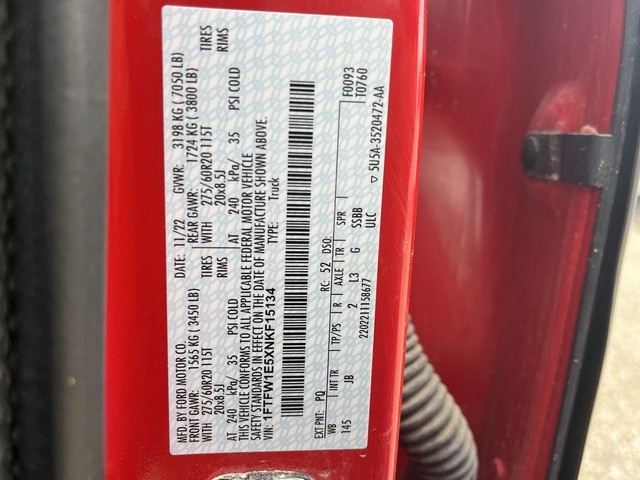 MFD. BY FORD MOTOR CO.
DATE: 11/22 GVWR: 3198 KG ( 7050 LB)
FRONT GAWR: 1565 KG ( 3450 LB) REAR GAWR: 1724 KG ( 3800 LB)
WITH 275/60R20 115T WITH 275/60R20 115T TIRES
20x8.5J RIMS 20x8.5J RIMS
AT 240 kPa/ 35 PSI COLD AT 240 kPa/ 35 PSI COLD
THIS VEHICLE CONFORMS TO ALL APPLICABLE FEDERAL MOTOR VEHICLE
SAFETY STANDARDS IN EFFECT ON THE DATE OF MANUFACTURE SHOWN ABOVE.
VIN: 1FTFW1E5XNKF15134 TYPE: Truck
F0093
T0760
EXT PNT: PQ RC: 52 DSO:
WB INT TR TP/PS R AXLE TR SPR
145 JB 2 L3 G SSBB
ULC
2202211158677
▽ 5U5A-3520472-AA